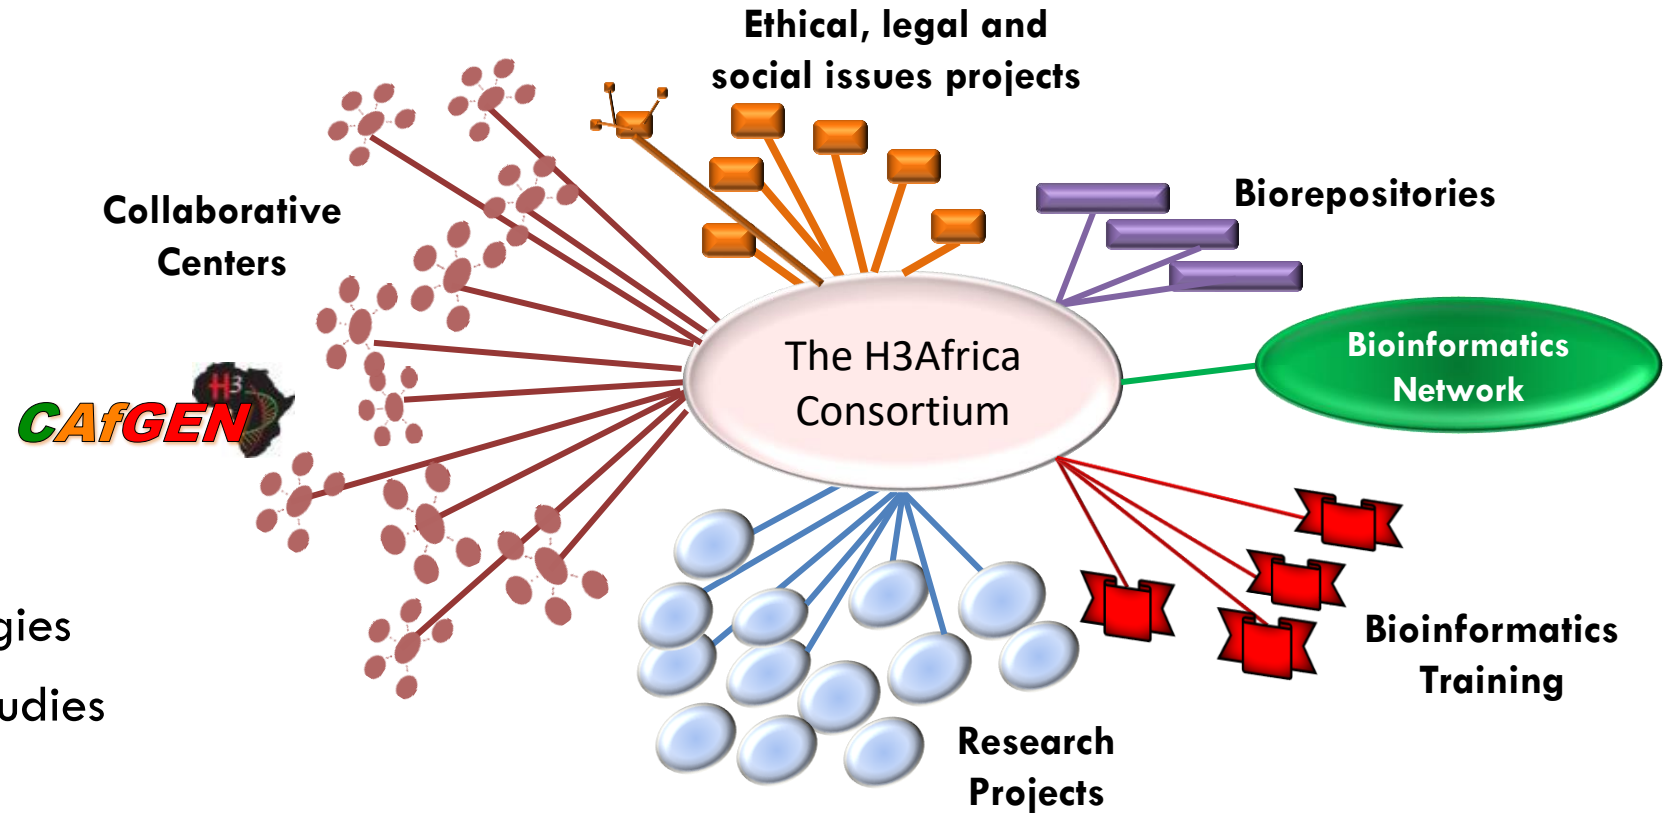 Ethical, legal and
social issues projects
Collaborative
Centers
Biorepositories
The H3Africa
Consortium
Bioinformatics
Network
H3
CAfGEN
gies
udies
Bioinformatics
Training
Research
Projects